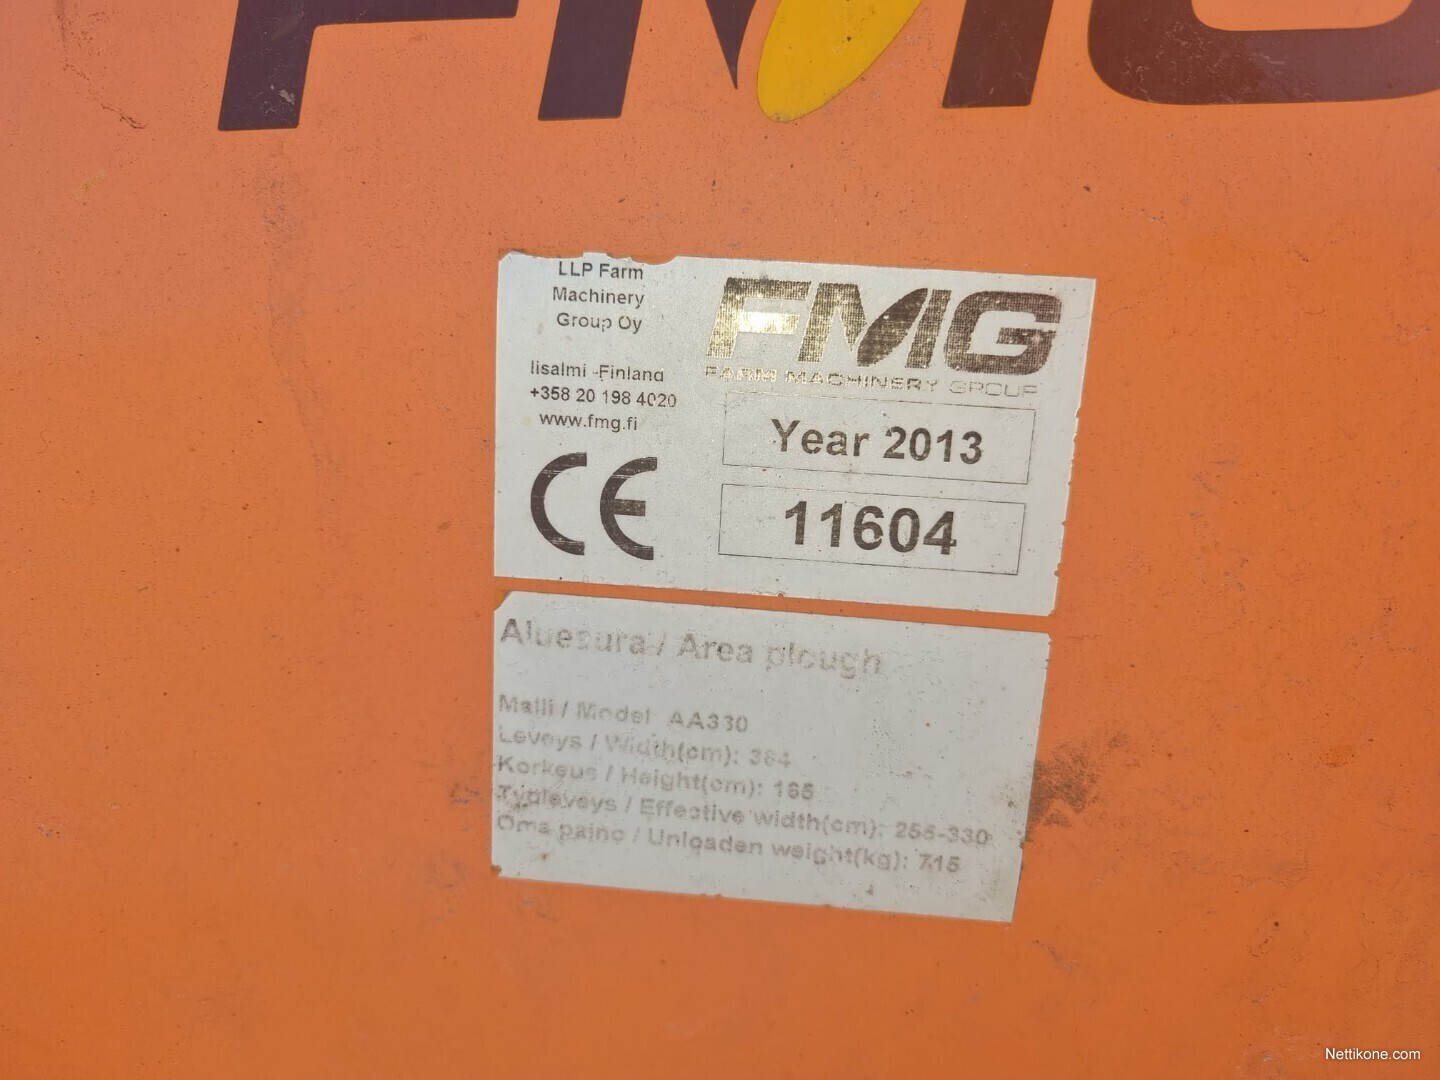 FMG
LLP Farm
Machinery
Group Oy
Iisalmi -Finland
+358 20 198 4020
www.fmg.fi
CE
FMG
FARM MACHINERY GROUP
Year 2013
11604
Aluesura / Area plough
Malli / Model AA330
Leveys / Width(cm): 384
Korkeus / Height(cm): 165
Työleveys / Effective width(cm): 255-330
Oma paino / Unloaden weight(kg): 715
Nettikone.com